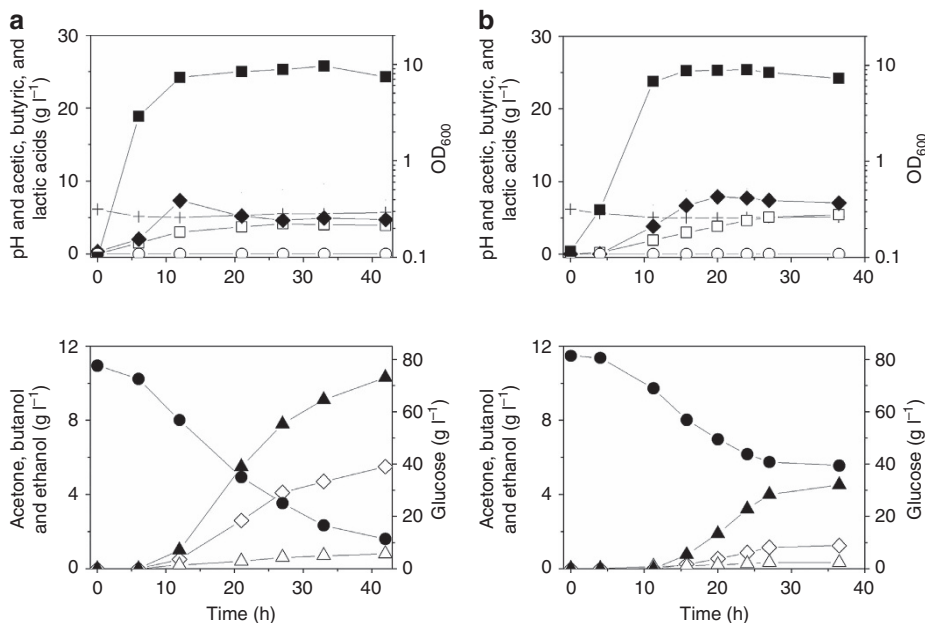 a
b
30
20
10
0
pH and acetic, butyric, and
lactic acids (g l⁻¹)
10
1
0.1
OD₆₀₀
0 10 20 30 40
30
20
10
0
pH and acetic, butyric, and
lactic acids (g l⁻¹)
10
1
0.1
OD₆₀₀
0 10 20 30 40
12
8
4
0
Acetone, butanol
and ethanol (g l⁻¹)
80
60
40
20
0
Glucose (g l⁻¹)
0 10 20 30 40
Time (h)
12
8
4
0
Acetone, butanol
and ethanol (g l⁻¹)
80
60
40
20
0
Glucose (g l⁻¹)
0 10 20 30 40
Time (h)